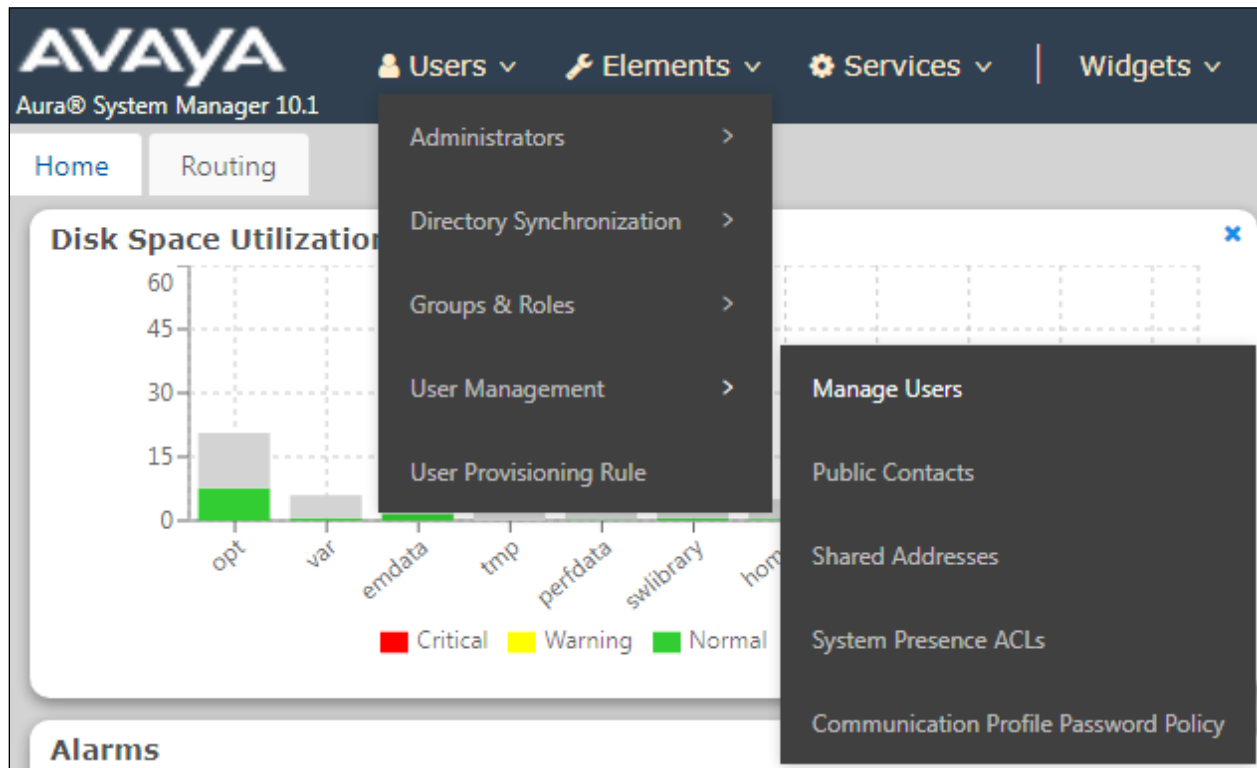 AVAYA
Aura® System Manager 10.1
Users
Elements
Services
Widgets
Home
Routing
Administrators
Directory Synchronization
Groups & Roles
User Management
User Provisioning Rule
Manage Users
Public Contacts
Shared Addresses
System Presence ACLs
Communication Profile Password Policy
Disk Space Utilization
60
45
30
15
0
opt
var
emdata
tmp
perfdata
swlibrary
Critical
Warning
Normal
Alarms